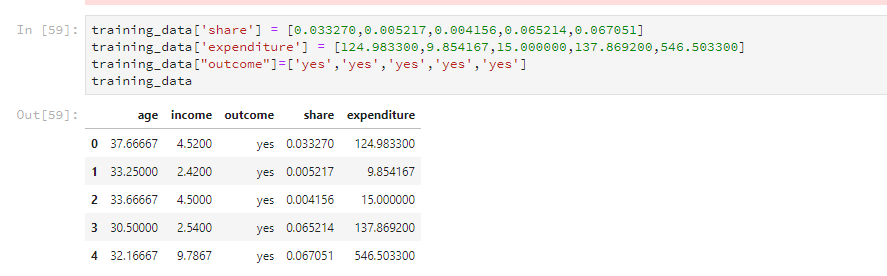 In [59]: training_data['share'] = [0.033270,0.005217,0.004156,0.065214,0.067051]
training_data['expenditure'] = [124.983300,9.854167,15.000000,137.869200,546.503300]
training_data["outcome"]=['yes','yes','yes','yes','yes']
training_data
Out[59]:
age income outcome share expenditure
0 37.66667 4.5200 yes 0.033270 124.983300
1 33.25000 2.4200 yes 0.005217 9.854167
2 33.66667 4.5000 yes 0.004156 15.000000
3 30.50000 2.5400 yes 0.065214 137.869200
4 32.16667 9.7867 yes 0.067051 546.503300